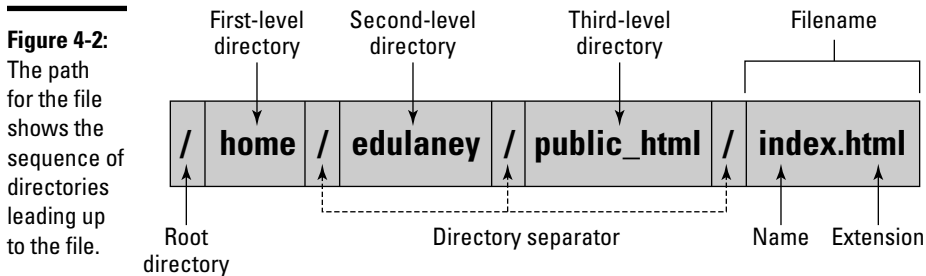 Figure 4-2:
The path
for the file
shows the
sequence of
directories
leading up
to the file.
First-level
directory
Second-level
directory
Third-level
directory
Filename
/ home / edulaney / public_html / index.html
Root
directory
Directory separator
Name
Extension